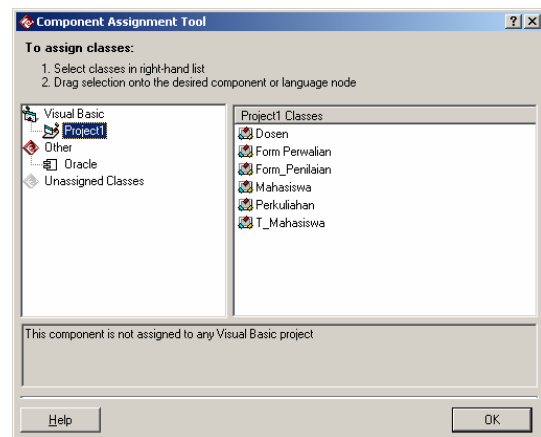 Component Assignment Tool
To assign classes:
1. Select classes in right-hand list
2. Drag selection onto the desired component or language node
Visual Basic
Project1
Other
Oracle
Unassigned Classes
Project1 Classes
Dosen
Form Perwalian
Form_Penilaian
Mahasiswa
Perkuliahan
T_Mahasiswa
This component is not assigned to any Visual Basic project
Help
OK